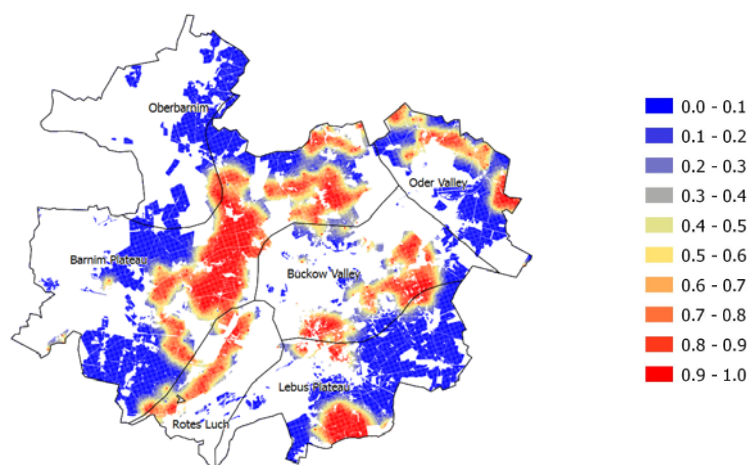 Oberbarnim
Oder Valley
Barnim Plateau
Buckow Valley
Lebus Plateau
Rotes Luch
0.0 - 0.1
0.1 - 0.2
0.2 - 0.3
0.3 - 0.4
0.4 - 0.5
0.5 - 0.6
0.6 - 0.7
0.7 - 0.8
0.8 - 0.9
0.9 - 1.0